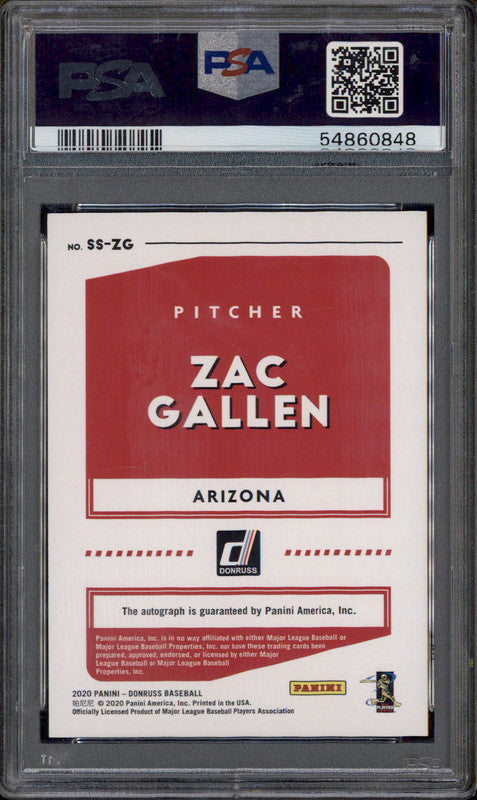 PSA
PSA
54860848
NO. SS-ZG
PITCHER
ZAC
GALLEN
ARIZONA
DONRUSS
The autograph is guaranteed by Panini America, Inc.
Panini America, Inc. is in no way affiliated with either Major League Baseball or
Major League Baseball Properties, Inc. nor have these trading cards been
prepared, approved, endorsed, or licensed by either Major
League Baseball or Major League Baseball
Properties, Inc.
2020 PANINI – DONRUSS BASEBALL
帕尼尼 © 2020 Panini America, Inc. Printed in the USA.
Officially Licensed Product of Major League Baseball Players Association
PANINI
PLAYERS